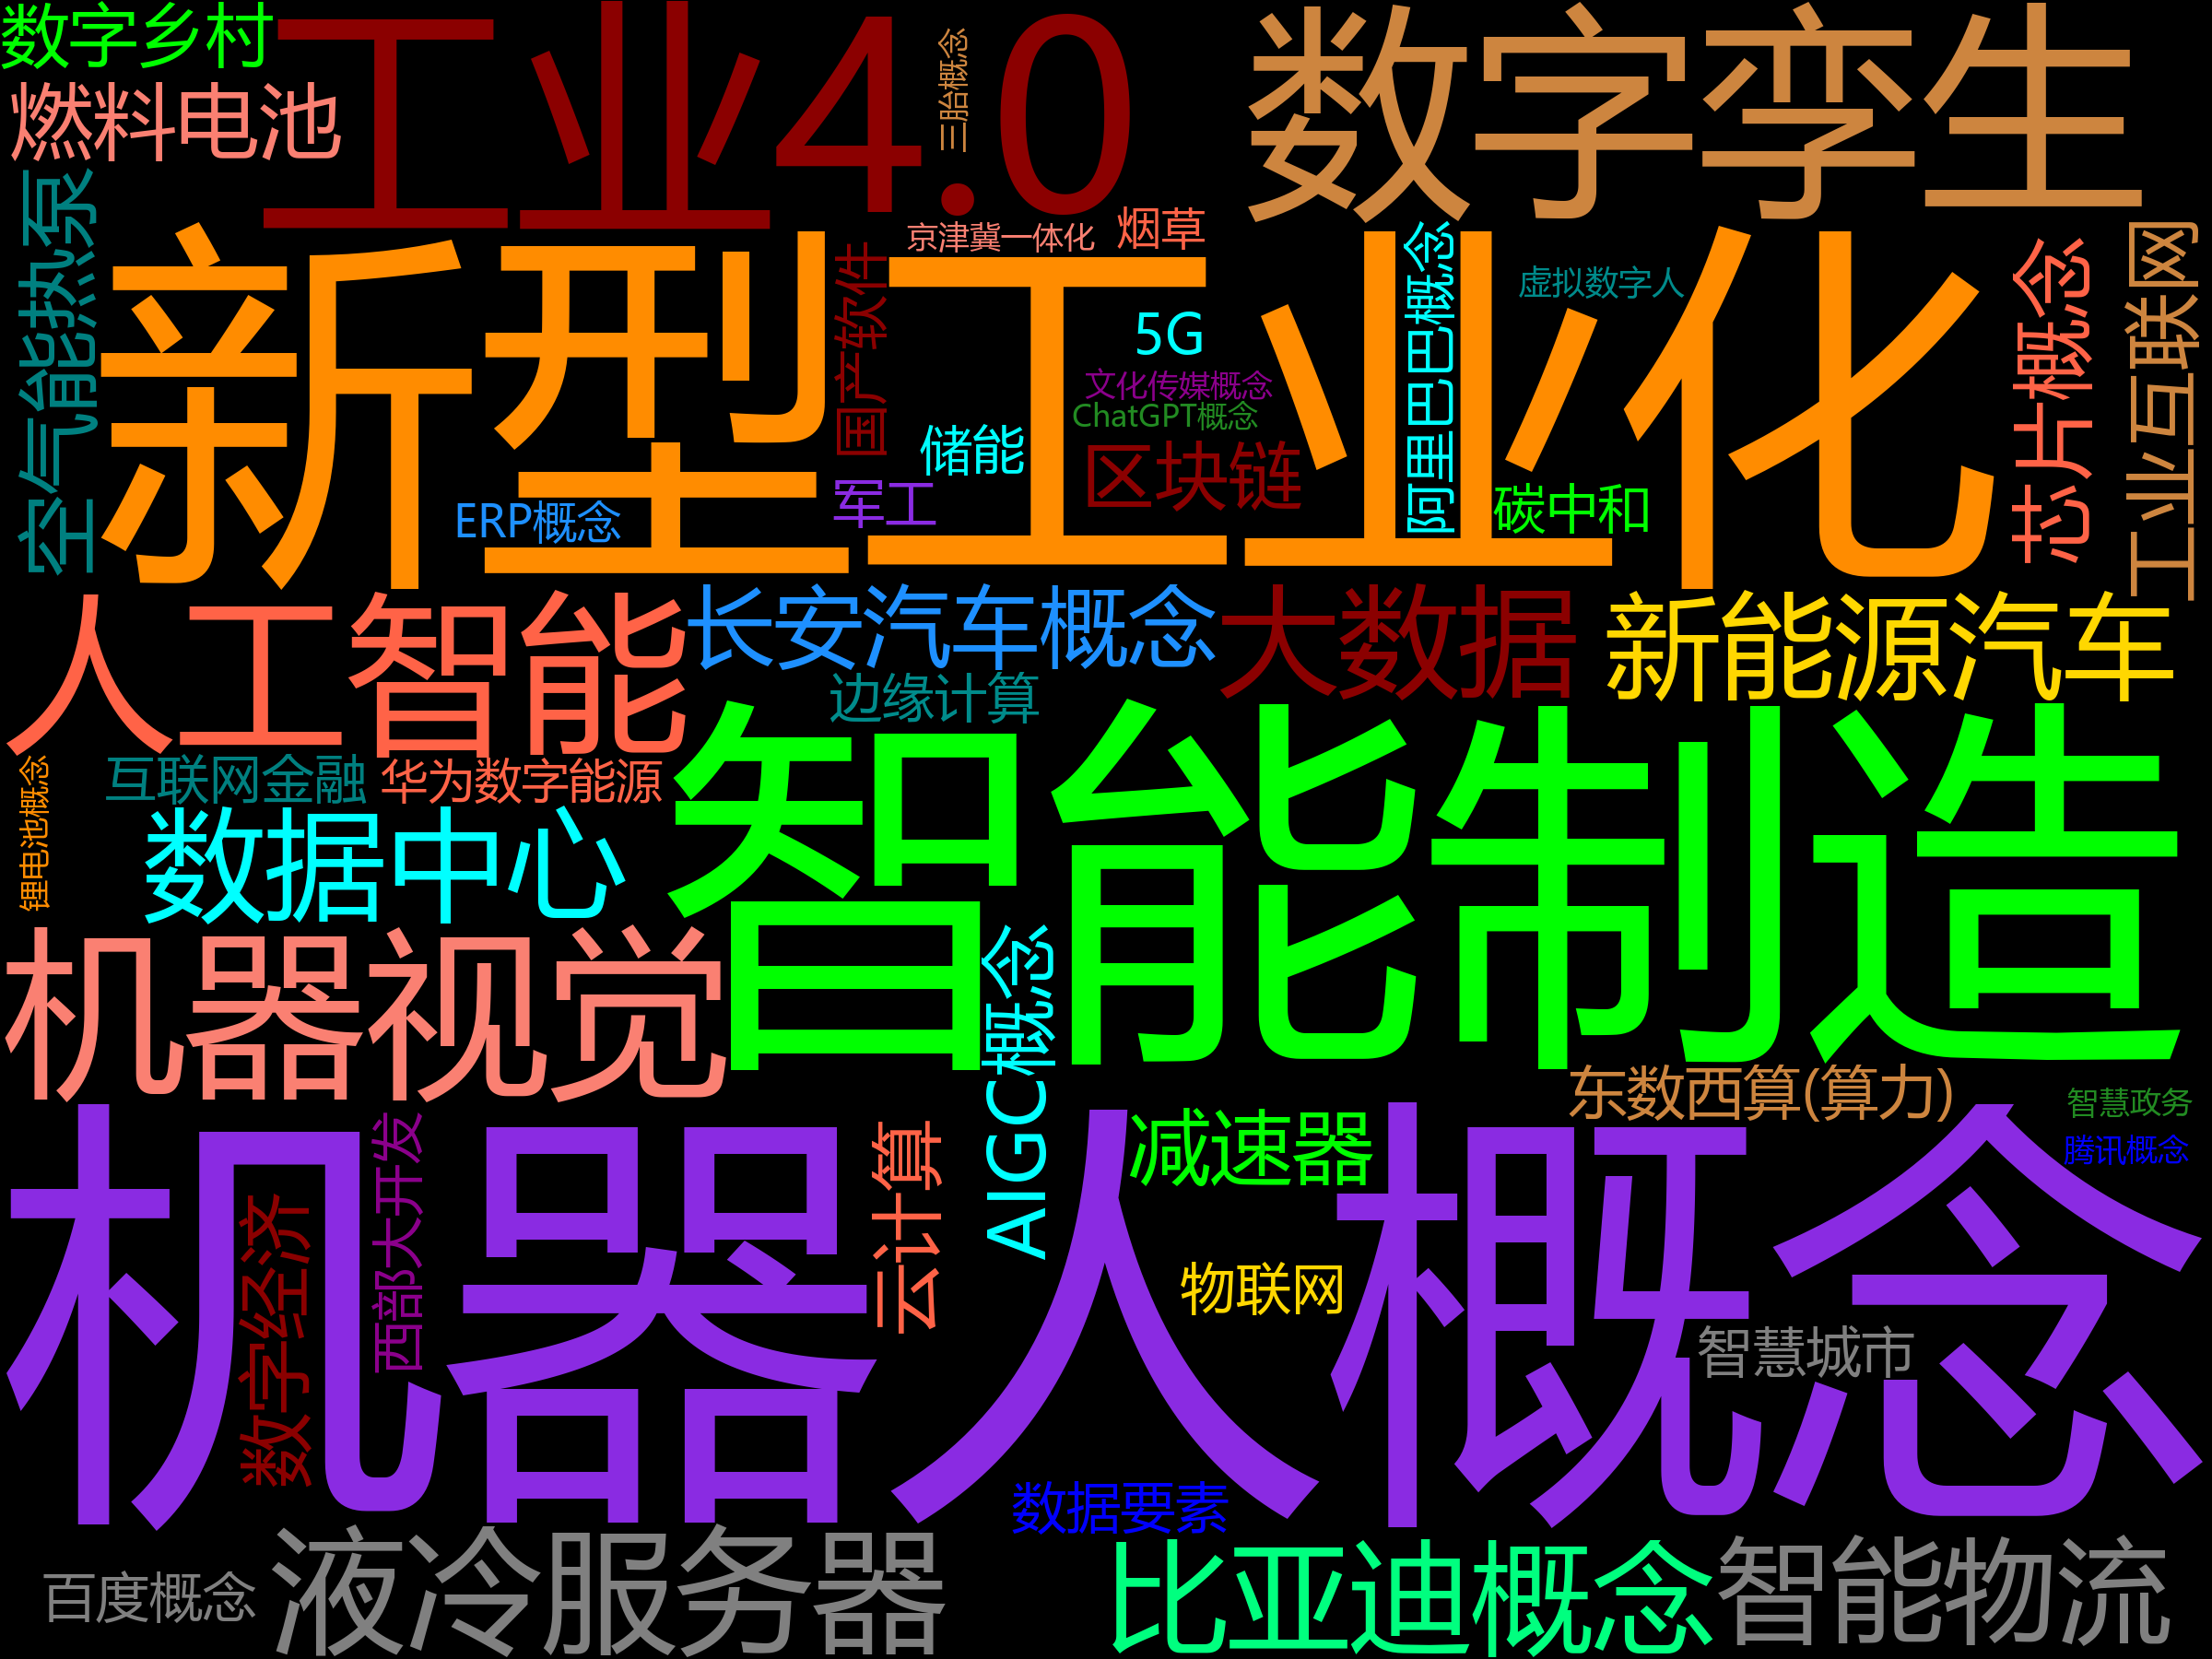 数字乡村
工业4.0
三胎概念
数字孪生
燃料电池
空气能热泵
新型工业化
国产软件
京津冀一体化
烟草
5G
文化传媒概念
ChatGPT概念
储能
区块链
军工
ERP概念
阿里巴巴概念
虚拟数字人
碳中和
芯片概念
工业互联网
人工智能
长安汽车概念
大数据
新能源汽车
边缘计算
互联网金融
华为数字能源
锂电池概念
数据中心
智能制造
机器视觉
AIGC概念
东数西算(算力)
智慧政务
腾讯概念
减速器
西部大开发
云计算
数字经济
机器人概念
物联网
智慧城市
数据要素
百度概念
液冷服务器
比亚迪概念
智能物流